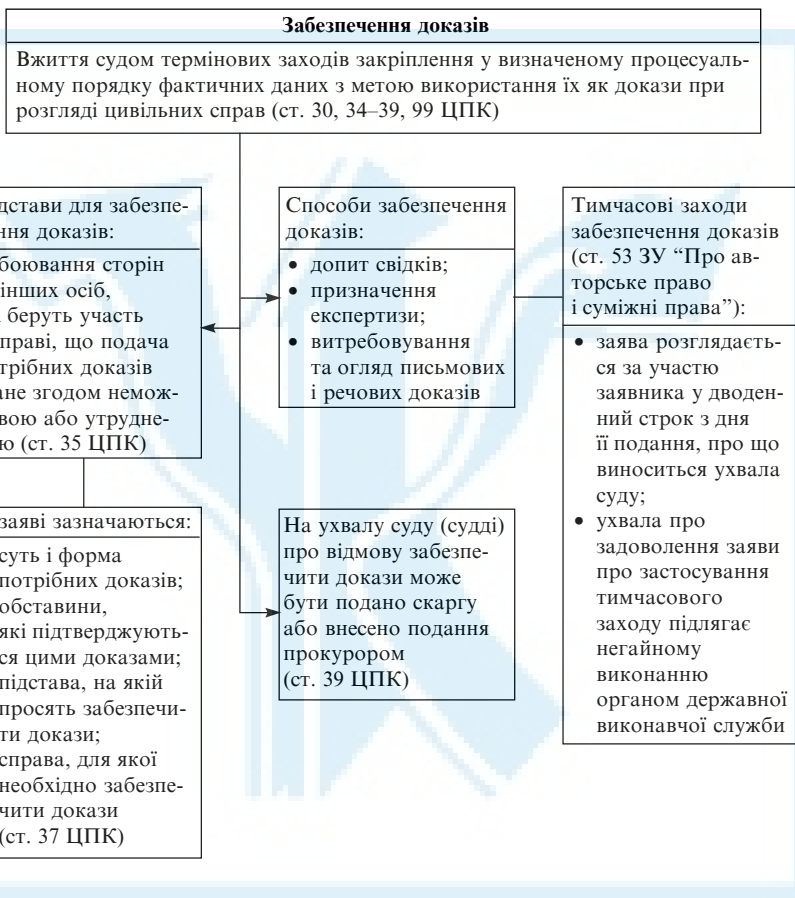 Забезпечення доказів
Вжиття судом термінових заходів закріплення у визначеному процесуаль-
ному порядку фактичних даних з метою використання їх як докази при
розгляді цивільних справ (ст. 30, 34–39, 99 ЦПК)
дстави для забезпе-
ння доказів:
боювання сторін
інших осіб,
беруть участь
праві, що подача
трібних доказів
ане згодом немож-
вою або утрудне-
ю (ст. 35 ЦПК)
заяві зазначаються:
суть і форма
потрібних доказів;
обставини,
які підтверджують-
ся цими доказами;
підстава, на якій
просять забезпечи-
ти докази;
справа, для якої
необхідно забезпе-
чити докази
(ст. 37 ЦПК)
Способи забезпечення
доказів:
• допит свідків;
• призначення
експертизи;
• витребовування
та огляд письмових
і речових доказів
На ухвалу суду (судді)
про відмову забезпе-
чити докази може
бути подано скаргу
або внесено подання
прокурором
(ст. 39 ЦПК)
Тимчасові заходи
забезпечення доказів
(ст. 53 ЗУ “Про ав-
торське право
і суміжні права”):
• заява розглядаєть-
ся за участю
заявника у дводен-
ний строк з дня
її подання, про що
виноситься ухвала
суду;
• ухвала про
задоволення заяви
про застосування
тимчасового
заходу підлягає
негайному
виконанню
органом державної
виконавчої служби